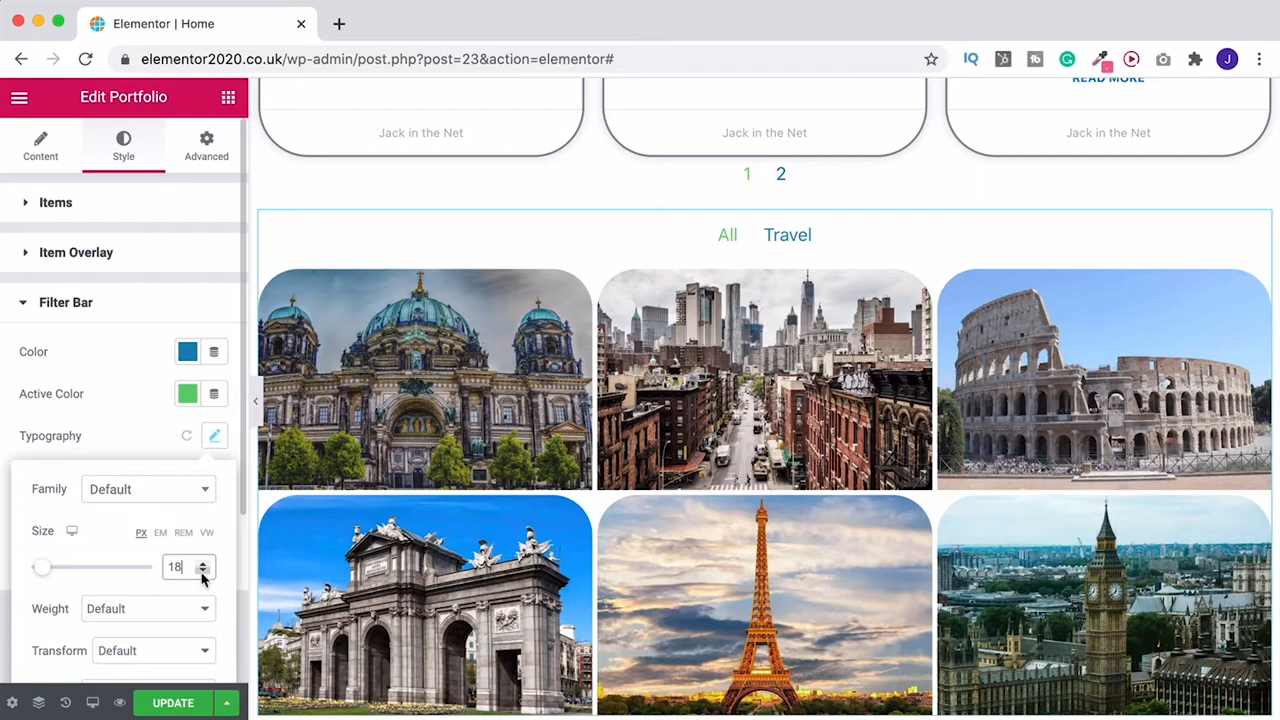 Elementor | Home
elementor2020.co.uk/wp-admin/post.php?post=23&action=elementor#
IQ
tb
J
Edit Portfolio
READ MORE
Content
Style
Advanced
Jack in the Net
Jack in the Net
Jack in the Net
1 2
Items
All Travel
Item Overlay
Filter Bar
Color
Active Color
Typography
Family Default
Size PX EM REM VW
18
Weight Default
Transform Default
UPDATE